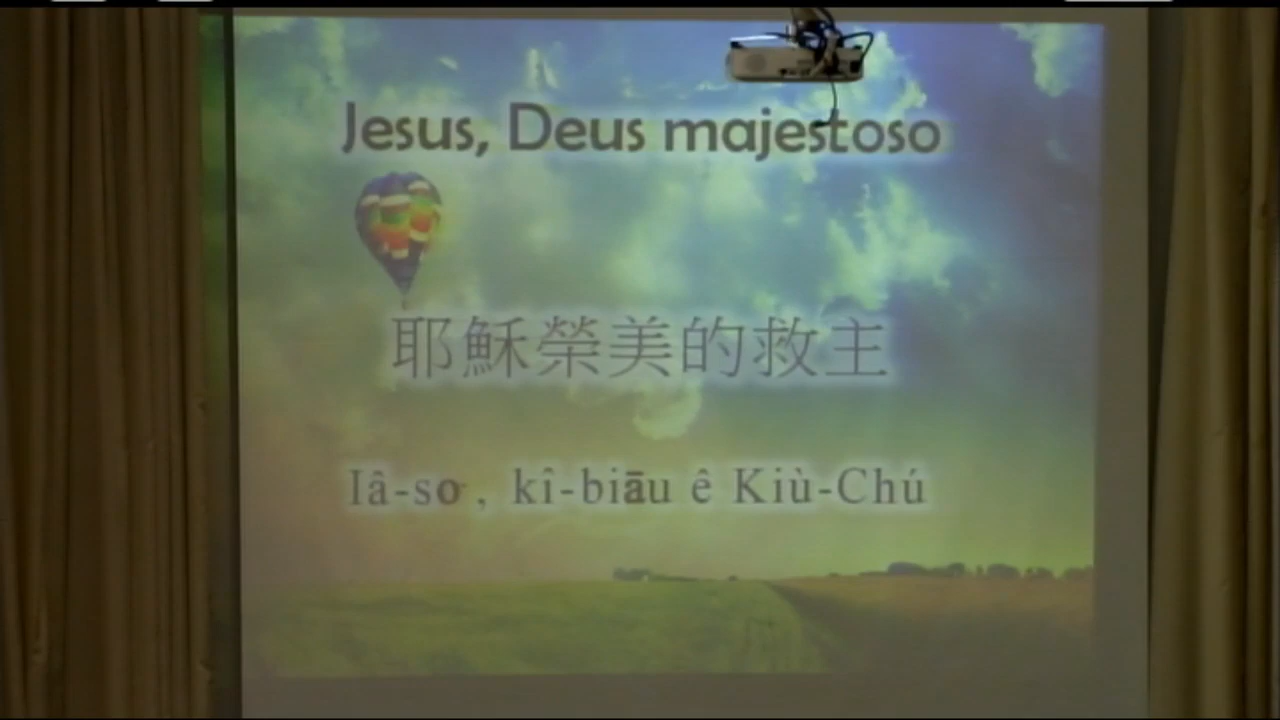 Jesus, Deus majestoso
耶穌榮美的救主
Iâ-so͘ , kî-biāu ê Kiù-Chú